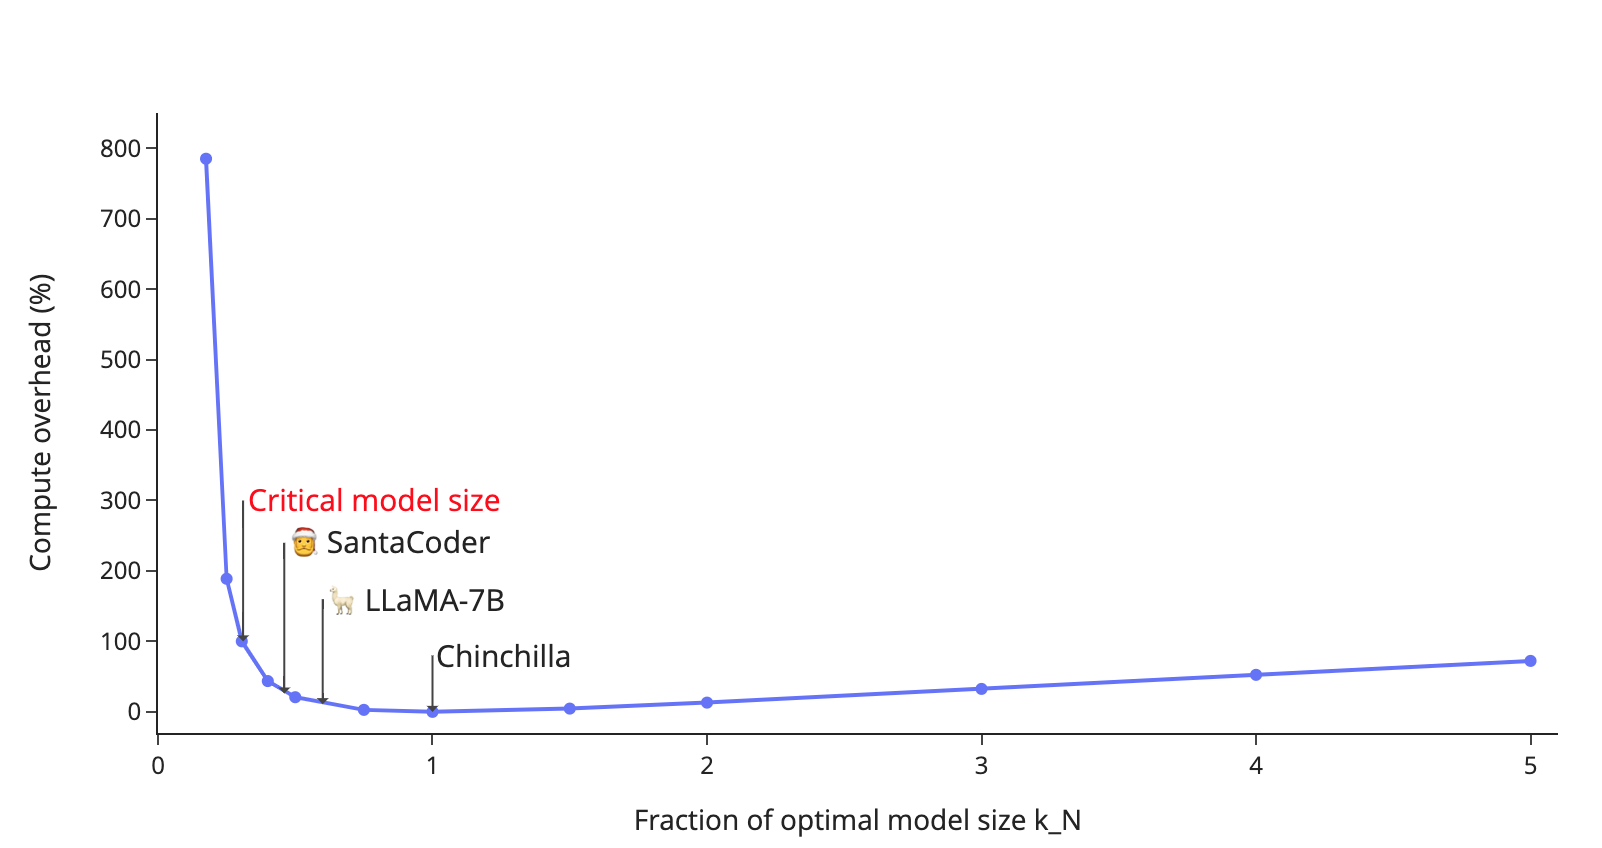 800
700
600
500
400
300
200
100
0
Compute overhead (%)
Critical model size
🎅 SantaCoder
🦙 LLaMA-7B
Chinchilla
0 1 2 3 4 5
Fraction of optimal model size k_N